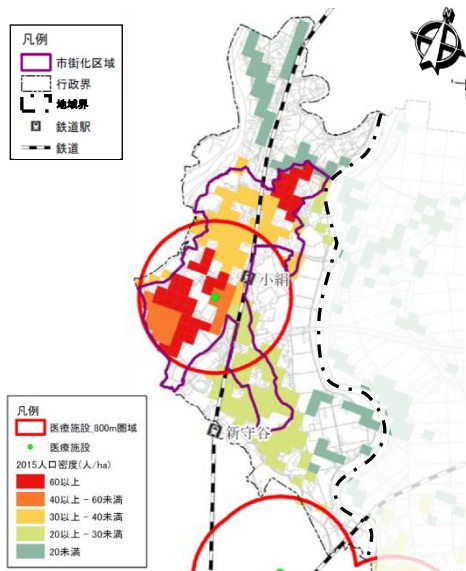 凡例
市街化区域
行政界
地域界
鉄道駅
鉄道
小絹
新守谷
凡例
医療施設_800m圏域
医療施設
2015人口密度(人/ha)
60以上
40以上 - 60未満
30以上 - 40未満
20以上 - 30未満
20未満